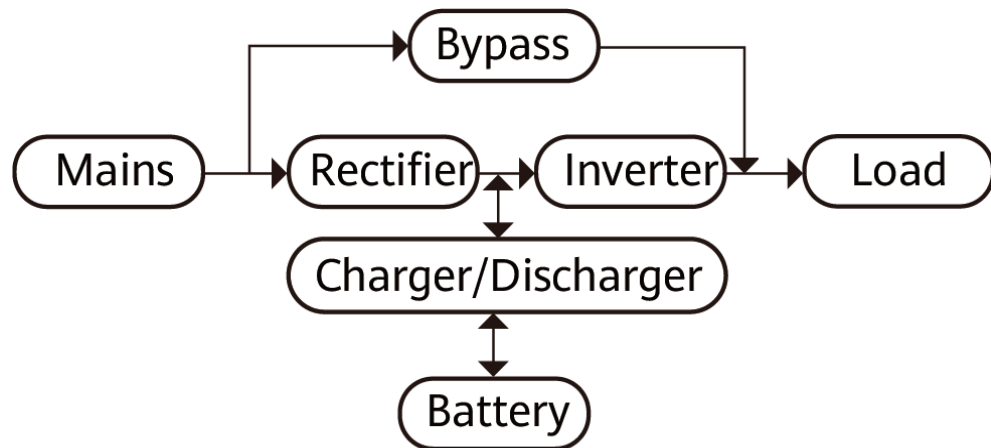 Bypass
Mains
Rectifier
Inverter
Load
Charger/Discharger
Battery